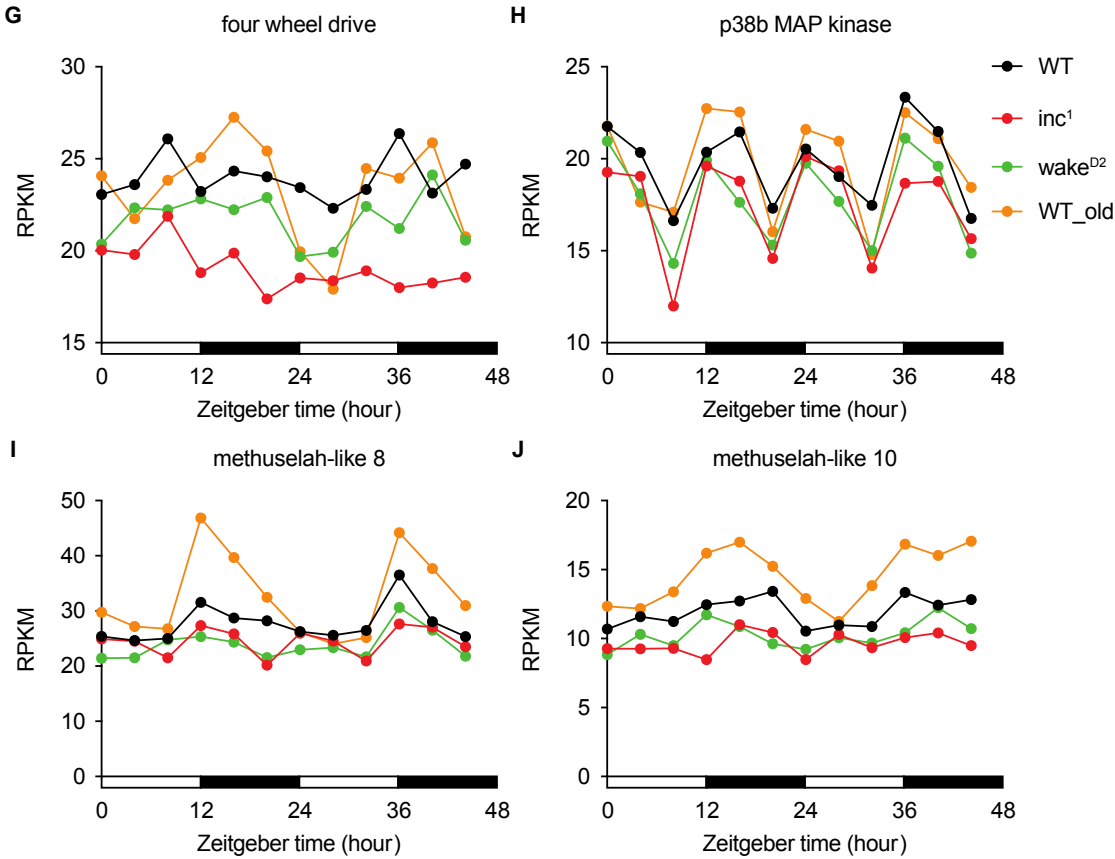 G
four wheel drive
30
25
20
15
RPKM
0 12 24 36 48
Zeitgeber time (hour)
H
p38b MAP kinase
25
20
15
10
RPKM
0 12 24 36 48
Zeitgeber time (hour)
WT
inc¹
wakeᴰ²
WT_old
I
methuselah-like 8
50
40
30
20
10
0
RPKM
0 12 24 36 48
Zeitgeber time (hour)
J
methuselah-like 10
20
15
10
5
0
RPKM
0 12 24 36 48
Zeitgeber time (hour)